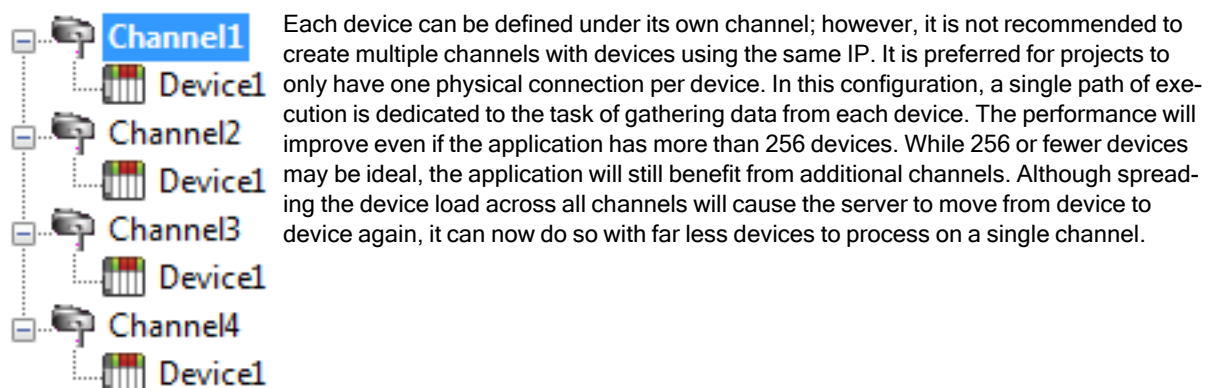 Channel1
Device1
Channel2
Device1
Channel3
Device1
Channel4
Device1
Each device can be defined under its own channel; however, it is not recommended to
create multiple channels with devices using the same IP. It is preferred for projects to
only have one physical connection per device. In this configuration, a single path of exe-
cution is dedicated to the task of gathering data from each device. The performance will
improve even if the application has more than 256 devices. While 256 or fewer devices
may be ideal, the application will still benefit from additional channels. Although spread-
ing the device load across all channels will cause the server to move from device to
device again, it can now do so with far less devices to process on a single channel.